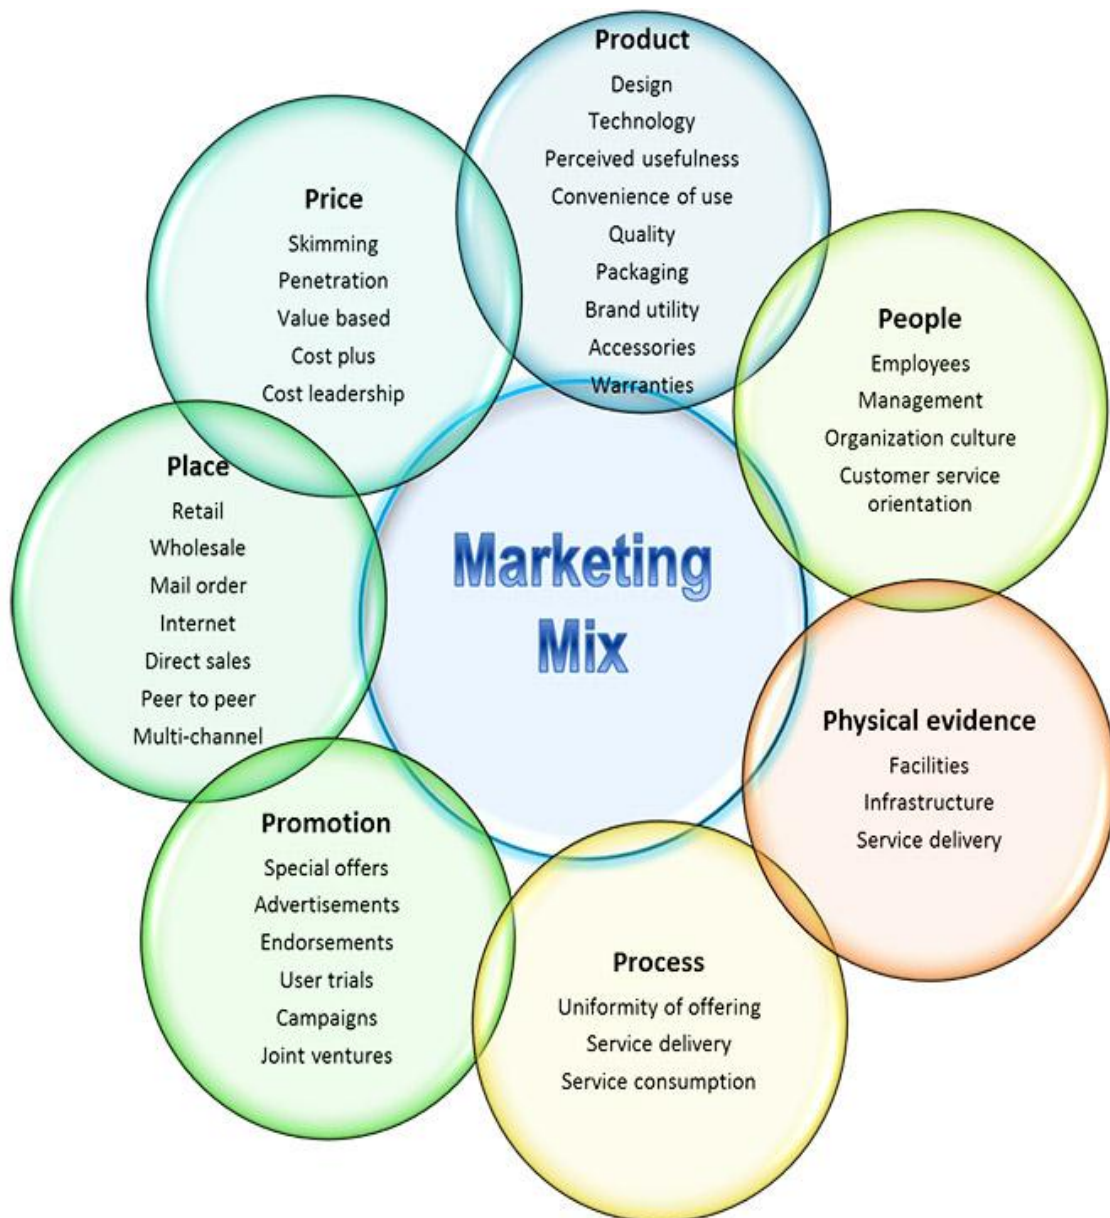 Product
Design
Technology
Perceived usefulness
Convenience of use
Quality
Packaging
Brand utility
Accessories
Warranties
People
Employees
Management
Organization culture
Customer service
orientation
Physical evidence
Facilities
Infrastructure
Service delivery
Process
Uniformity of offering
Service delivery
Service consumption
Promotion
Special offers
Advertisements
Endorsements
User trials
Campaigns
Joint ventures
Place
Retail
Wholesale
Mail order
Internet
Direct sales
Peer to peer
Multi-channel
Price
Skimming
Penetration
Value based
Cost plus
Cost leadership
Marketing
Mix